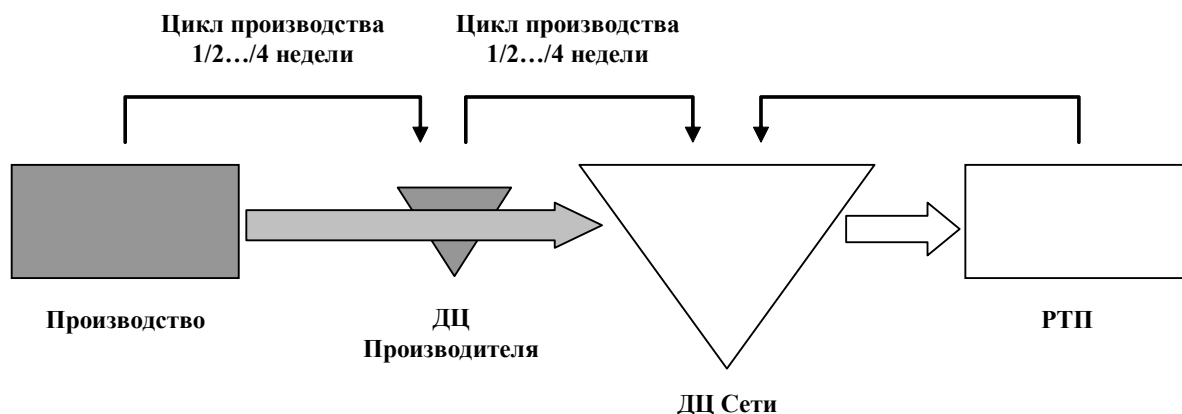 Цикл производства
1/2…/4 недели
Цикл производства
1/2…/4 недели
Производство
ДЦ
Производителя
ДЦ Сети
РТП